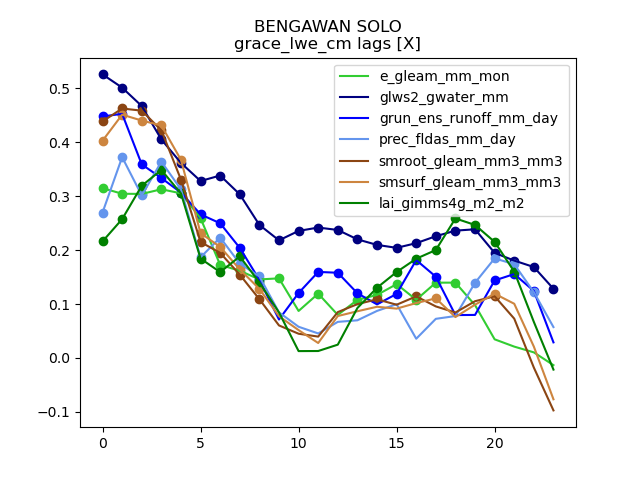 BENGAWAN SOLO
grace_lwe_cm lags [X]
e_gleam_mm_mon
glws2_gwater_mm
grun_ens_runoff_mm_day
prec_fldas_mm_day
smroot_gleam_mm3_mm3
smsurf_gleam_mm3_mm3
lai_gimms4g_m2_m2
0.5
0.4
0.3
0.2
0.1
0.0
−0.1
0 5 10 15 20